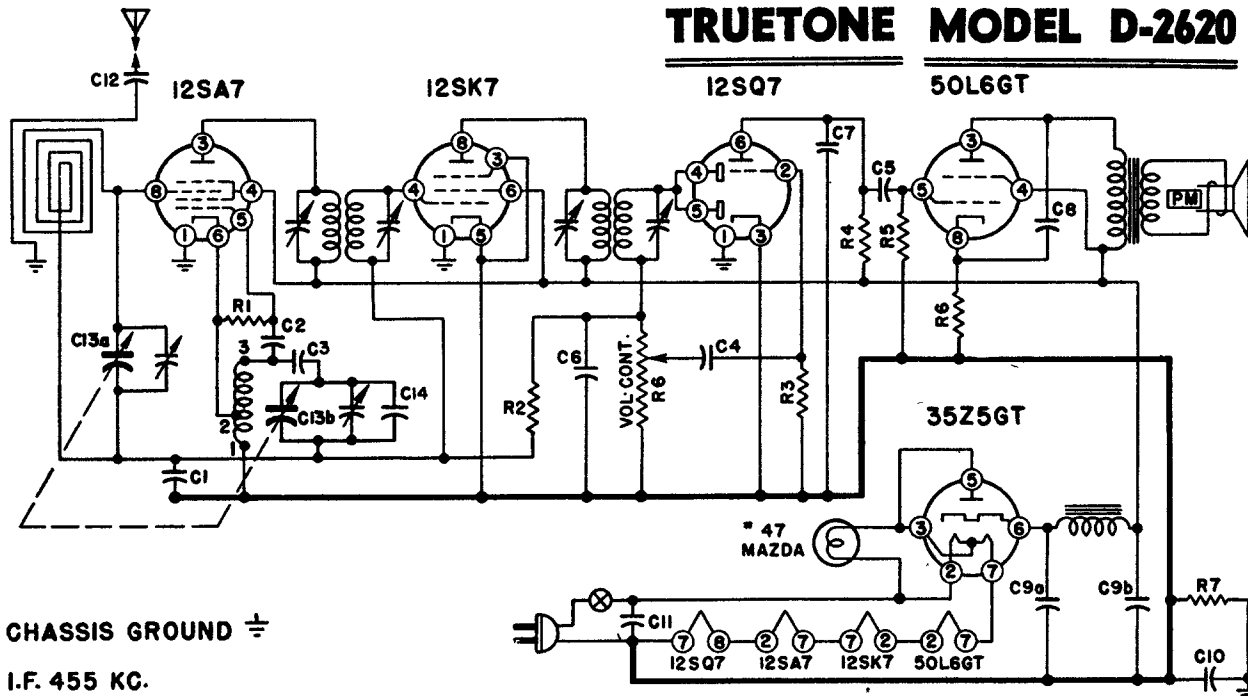 TRUETONE MODEL D-2620
C12
12SA7
12SK7
12SQ7
50L6GT
3
8
4
5
1
6
8
3
4
6
1
5
6
4
2
5
1
3
C7
C5
R4
R5
3
5
4
8
C8
PM
R1
C2
3
C3
C13a
C13b
C14
2
1
C1
R2
C6
VOL. CONT.
R6
C4
R3
R6
35Z5GT
5
3
6
2
7
" 47
MAZDA
C9a
C9b
R7
C11
C10
7 8
12SQ7
2 7
12SA7
7 2
12SK7
2 7
50L6GT
CHASSIS GROUND
I.F. 455 KC.